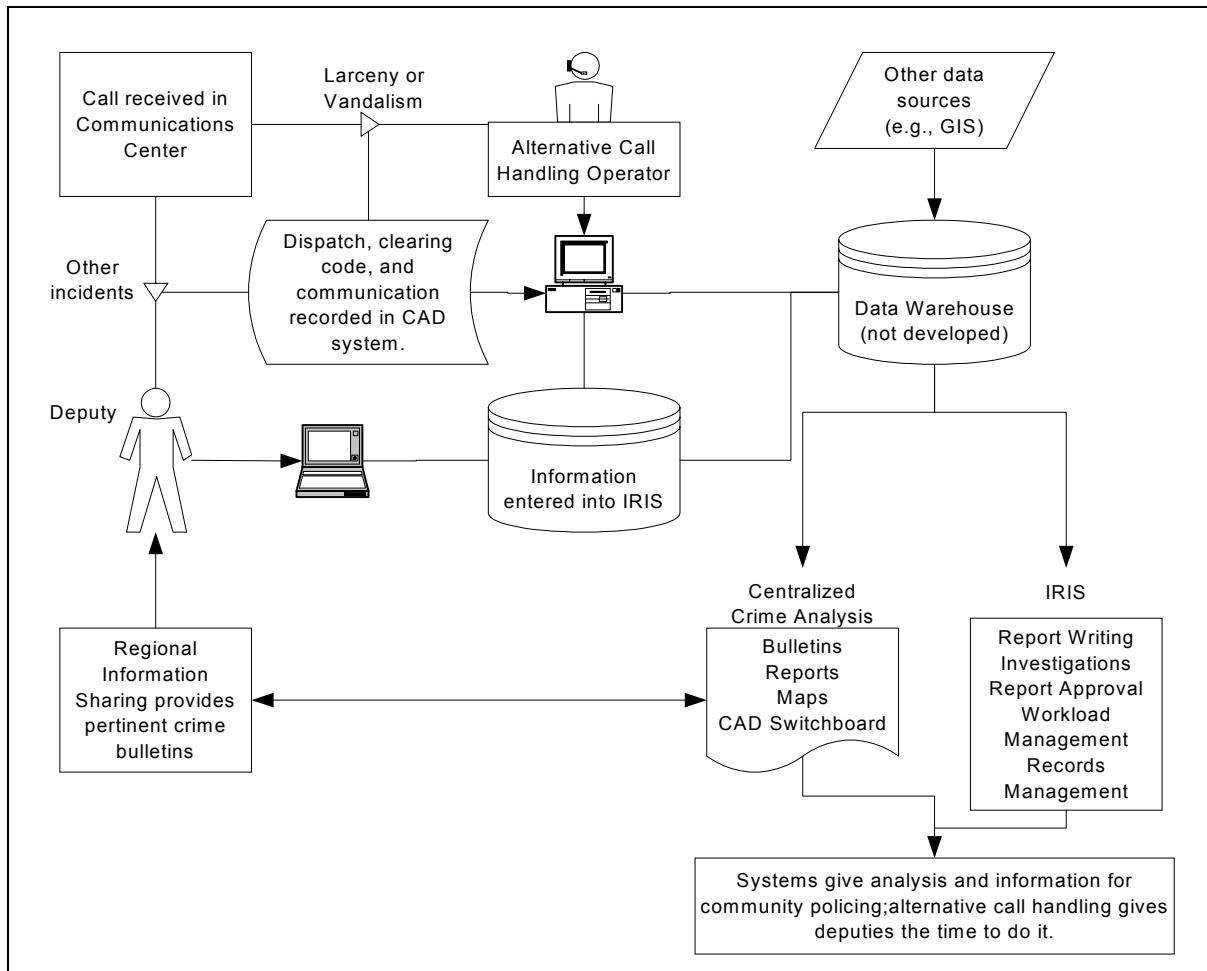 Call received in
Communications
Center
Larceny or
Vandalism
Alternative Call
Handling Operator
Other data
sources
(e.g., GIS)
Other
incidents
Dispatch, clearing
code, and
communication
recorded in CAD
system.
Data Warehouse
(not developed)
Deputy
Information
entered into IRIS
Regional
Information
Sharing provides
pertinent crime
bulletins
Centralized
Crime Analysis
Bulletins
Reports
Maps
CAD Switchboard
IRIS
Report Writing
Investigations
Report Approval
Workload
Management
Records
Management
Systems give analysis and information for
community policing;alternative call handling gives
deputies the time to do it.